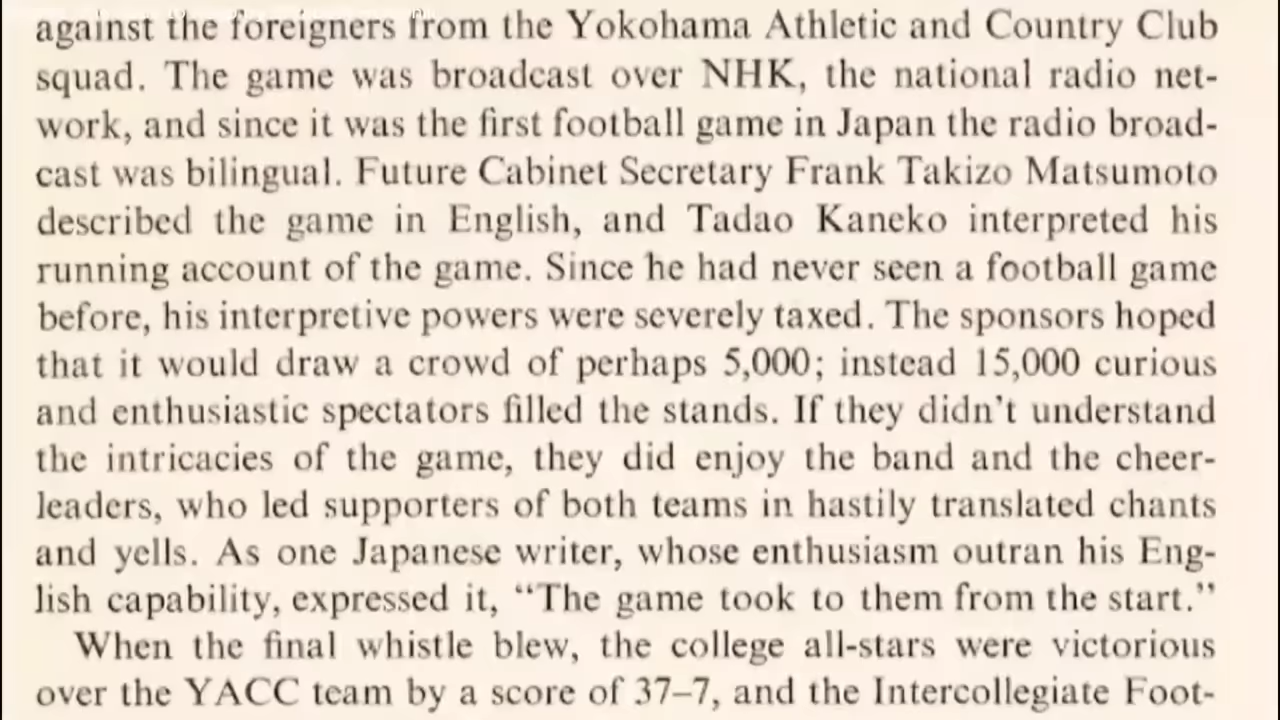 against the foreigners from the Yokohama Athletic and Country Club
squad. The game was broadcast over NHK, the national radio net-
work, and since it was the first football game in Japan the radio broad-
cast was bilingual. Future Cabinet Secretary Frank Takizo Matsumoto
described the game in English, and Tadao Kaneko interpreted his
running account of the game. Since he had never seen a football game
before, his interpretive powers were severely taxed. The sponsors hoped
that it would draw a crowd of perhaps 5,000; instead 15,000 curious
and enthusiastic spectators filled the stands. If they didn't understand
the intricacies of the game, they did enjoy the band and the cheer-
leaders, who led supporters of both teams in hastily translated chants
and yells. As one Japanese writer, whose enthusiasm outran his Eng-
lish capability, expressed it, “The game took to them from the start.”
When the final whistle blew, the college all-stars were victorious
over the YACC team by a score of 37–7, and the Intercollegiate Foot-